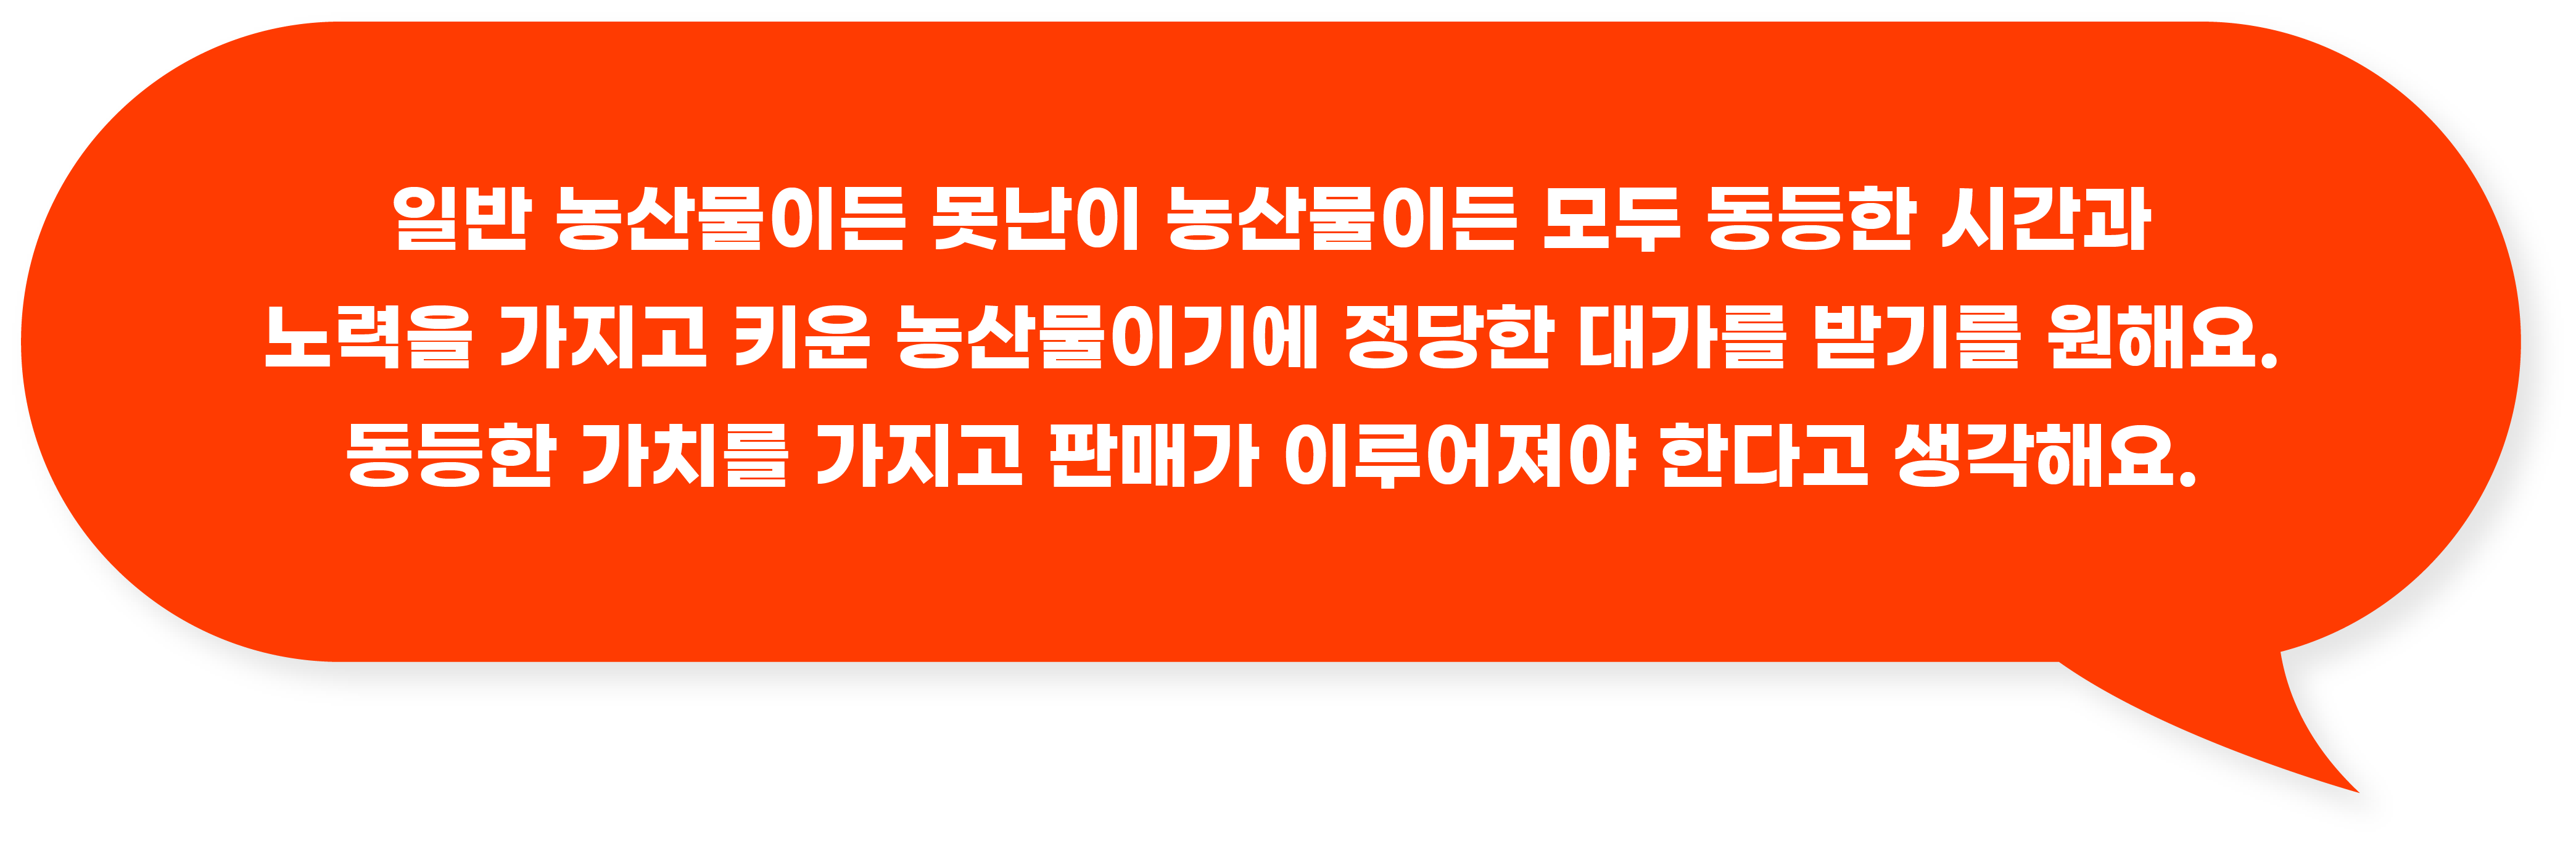 일반 농산물이든 못난이 농산물이든 모두 동등한 시간과
노력을 가지고 키운 농산물이기에 정당한 대가를 받기를 원해요.
동등한 가치를 가지고 판매가 이루어져야 한다고 생각해요.